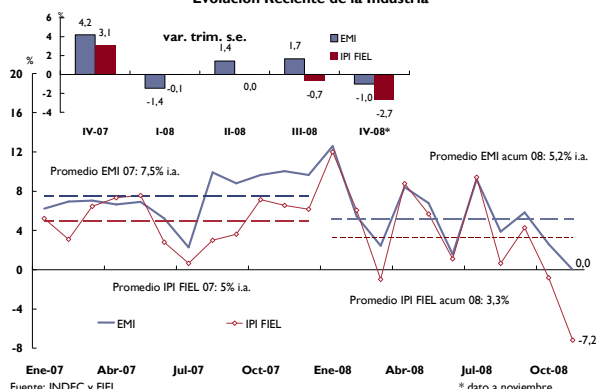 Evolución Reciente de la Industria
%
6
4
2
0
-2
-4
4,2
3,1
var. trim. s.e.
1,4
1,7
EMI
IPI FIEL
-0,1
-1,4
0,0
-0,7
-1,0
-2,7
IV-07 I-08 II-08 III-08 IV-08*
%
20
16
12
8
4
0
-4
-8
Promedio EMI 07: 7,5% i.a.
Promedio EMI acum 08: 5,2% i.a.
0,0
Promedio IPI FIEL 07: 5% i.a.
Promedio IPI FIEL acum 08: 3,3%
EMI IPI FIEL
-7,2
Ene-07 Abr-07 Jul-07 Oct-07 Ene-08 Abr-08 Jul-08 Oct-08
Fuente: INDEC y FIEL
* dato a noviembre